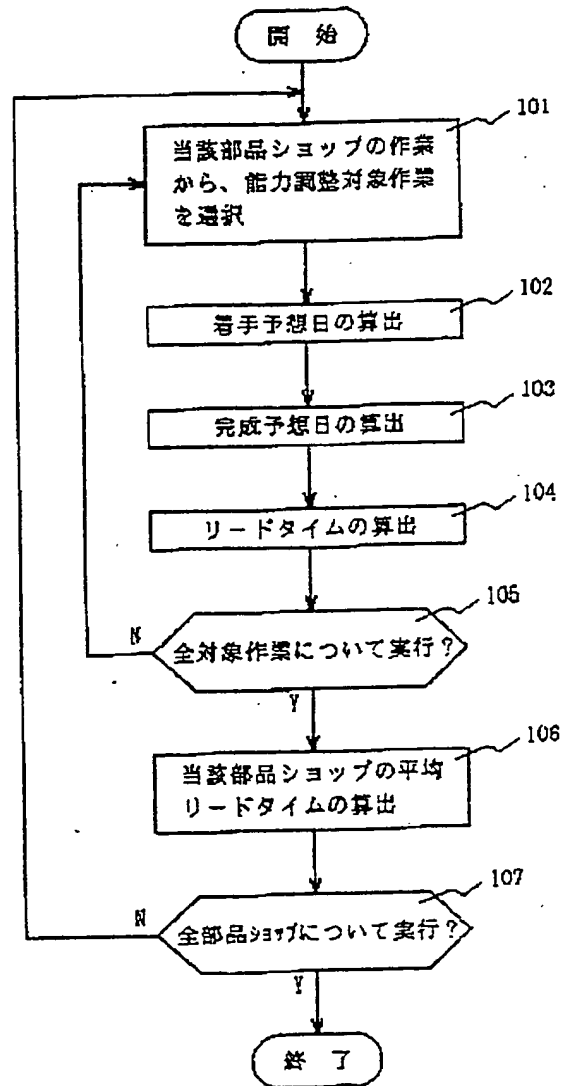 開 始
101
当該部品ショップの作業
から、能力調整対象作業
を選択
102
着手予想日の算出
103
完成予想日の算出
104
リードタイムの算出
105
N
全対象作業について実行?
Y
106
当該部品ショップの平均
リードタイムの算出
107
N
全部品ショップについて実行?
Y
終 了